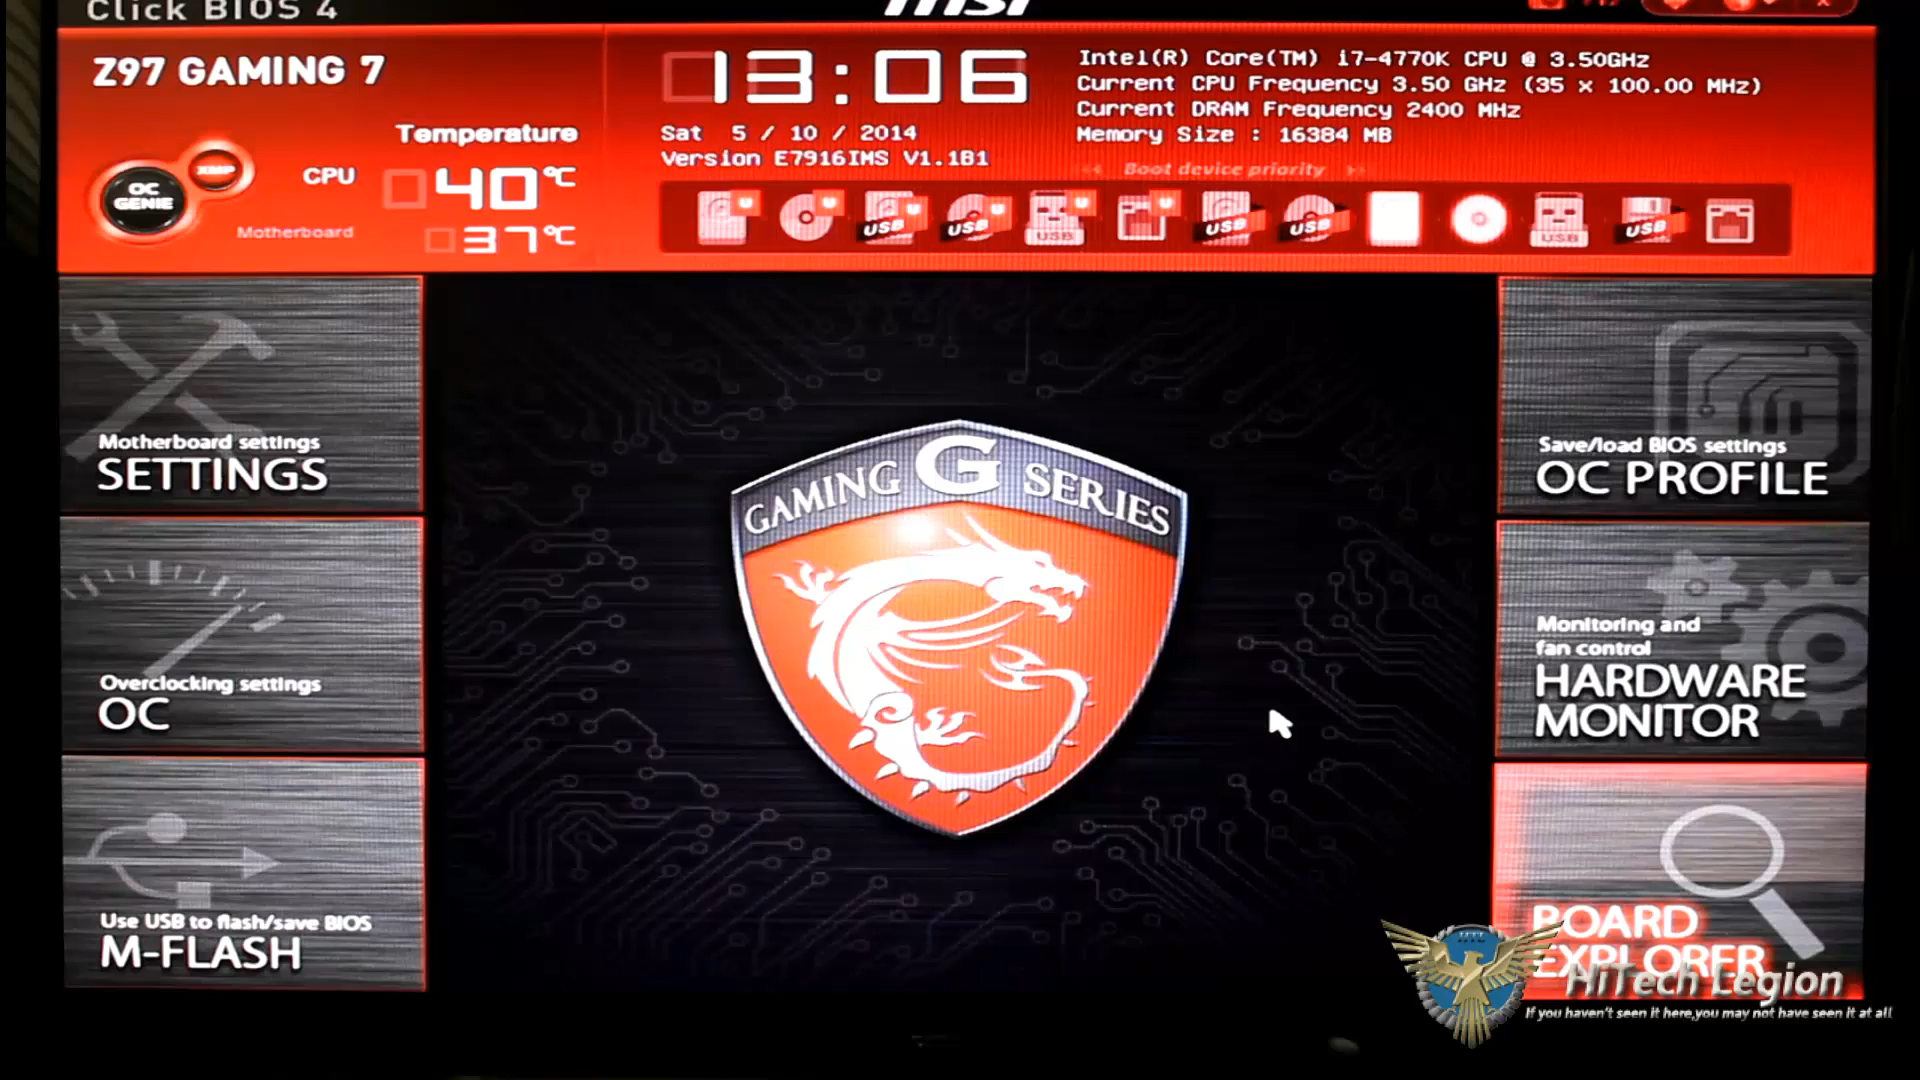 Click BIOS 4
msi
Z97 GAMING 7
13:06
Intel(R) Core(TM) i7-4770K CPU @ 3.50GHz
Current CPU Frequency 3.50 GHz (35 x 100.00 MHz)
Current DRAM Frequency 2400 MHz
Memory Size : 16384 MB
Sat 5 / 10 / 2014
Version E7916IMS V1.1B1
Temperature
CPU 40°C
Motherboard 37°C
OC
GENIE
XMP
Boot device priority
U U USB U USB U USB U U USB USB USB USB
Motherboard settings
SETTINGS
Overclocking settings
OC
Use USB to flash/save BIOS
M-FLASH
GAMING G SERIES
Save/load BIOS settings
OC PROFILE
Monitoring and
fan control
HARDWARE
MONITOR
BOARD
EXPLORER
HiTech Legion
If you haven't seen it here,you may not have seen it at all